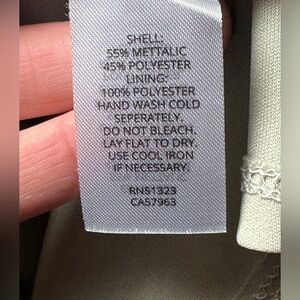 SHELL:
55% METTALIC
45% POLYESTER
LINING:
100% POLYESTER
HAND WASH COLD
SEPERATELY.
DO NOT BLEACH.
LAY FLAT TO DRY.
USE COOL IRON
IF NECESSARY.
RN51323
CA57963